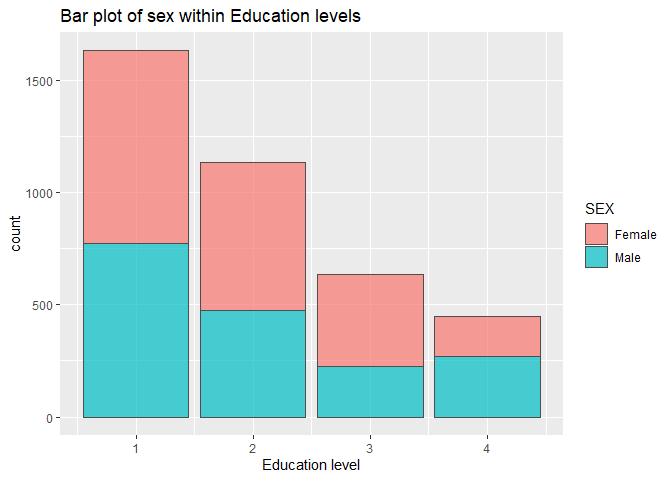 Bar plot of sex within Education levels
1500
1000
500
0
count
1 2 3 4
Education level
SEX
Female
Male